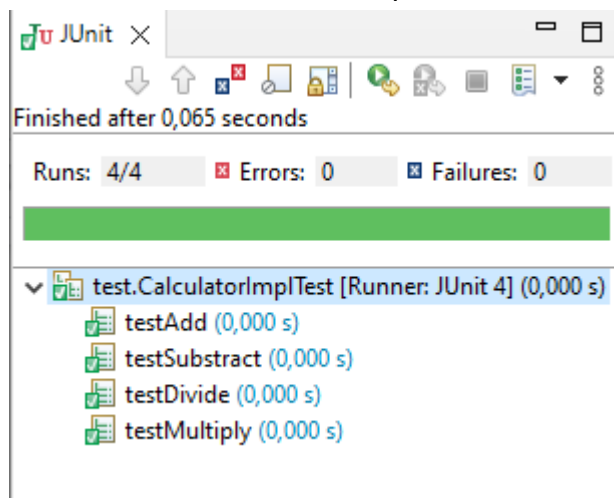 JUnit
Finished after 0,065 seconds
Runs: 4/4 Errors: 0 Failures: 0
test.CalculatorImplTest [Runner: JUnit 4] (0,000 s)
testAdd (0,000 s)
testSubstract (0,000 s)
testDivide (0,000 s)
testMultiply (0,000 s)